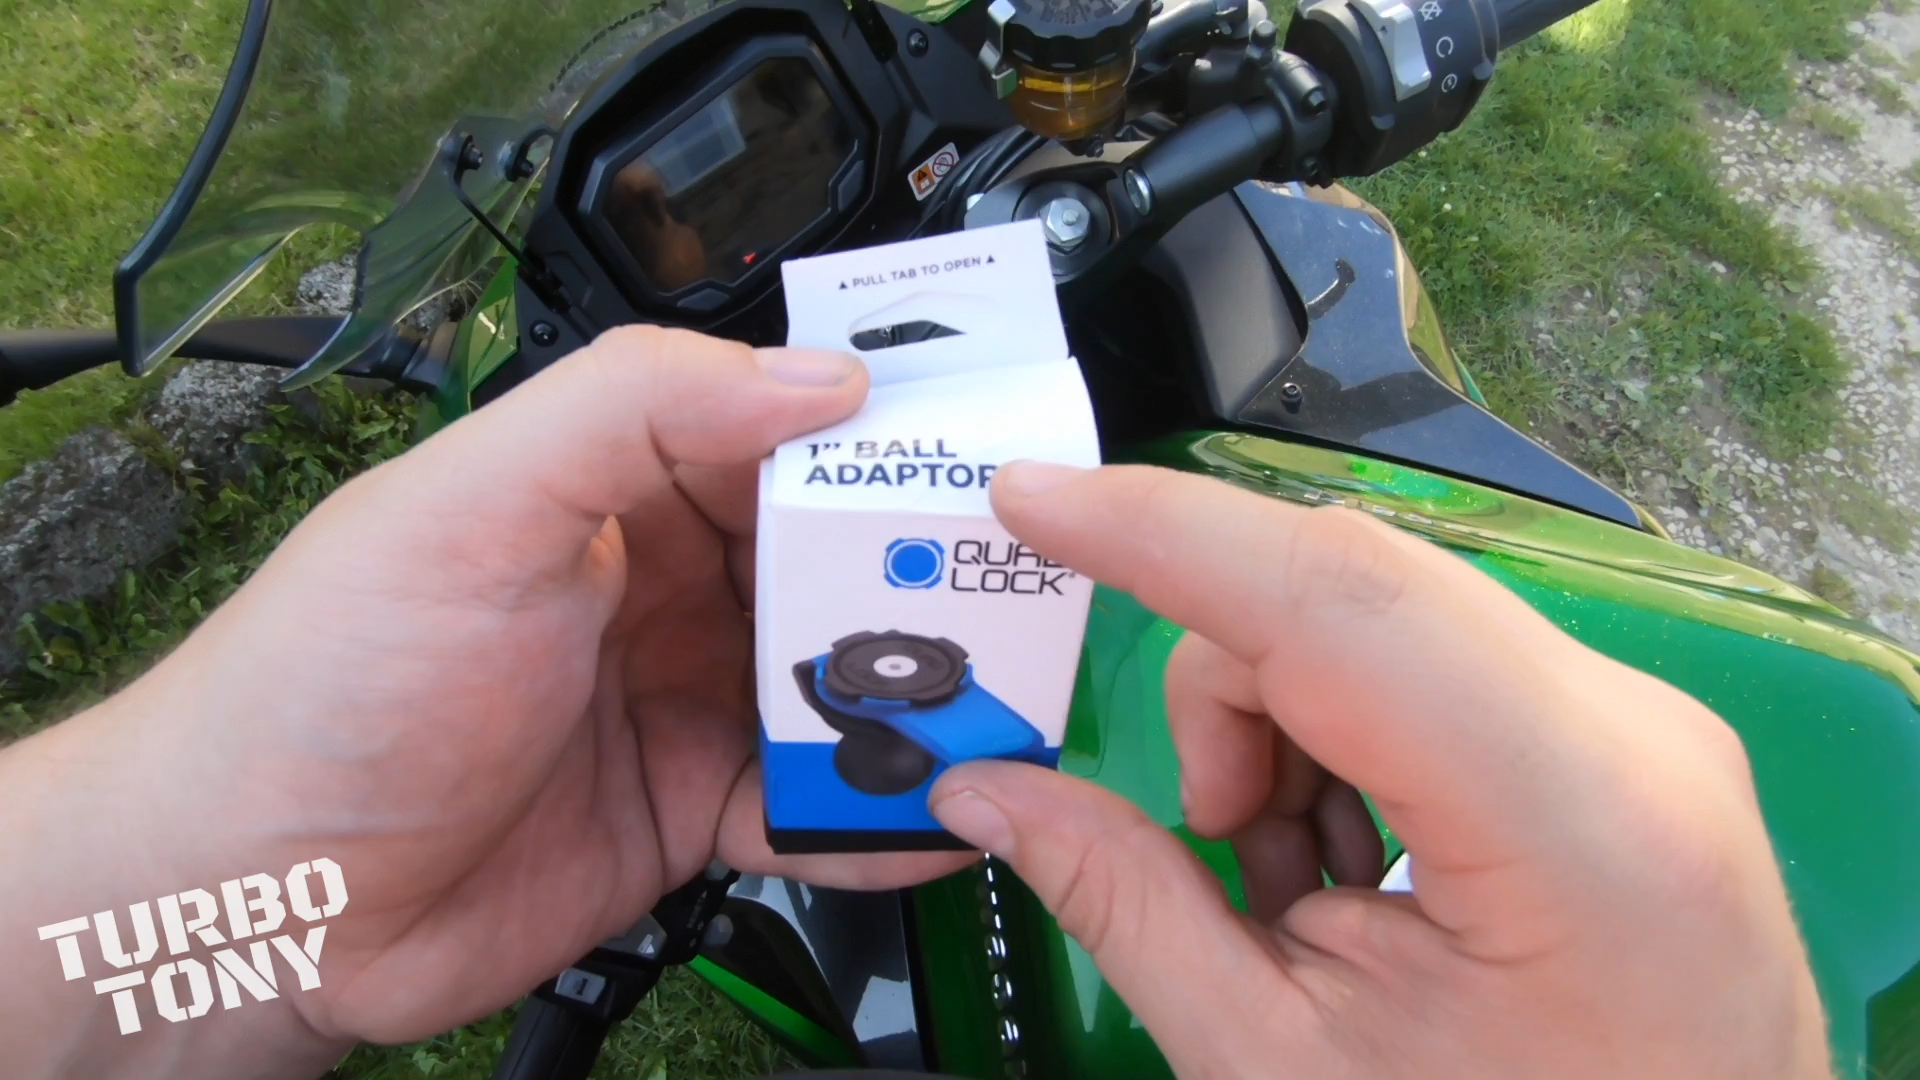 ▲ PULL TAB TO OPEN ▲
1” BALL
ADAPTOR
QUAD
LOCK®
TURBO
TONY